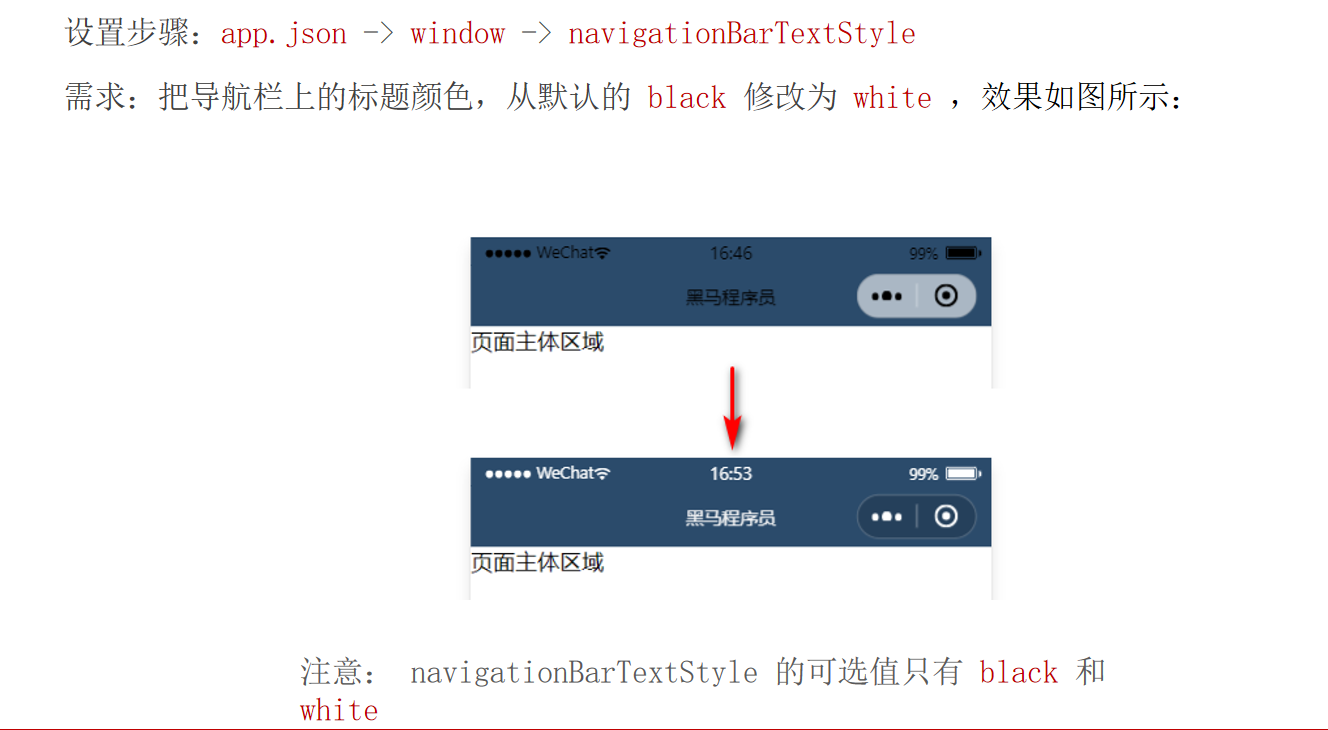 设置步骤：app.json -> window -> navigationBarTextStyle
需求：把导航栏上的标题颜色，从默认的 black 修改为 white ，效果如图所示：
WeChat 16:46 99%
黑马程序员
页面主体区域
WeChat 16:53 99%
黑马程序员
页面主体区域
注意： navigationBarTextStyle 的可选值只有 black 和
white